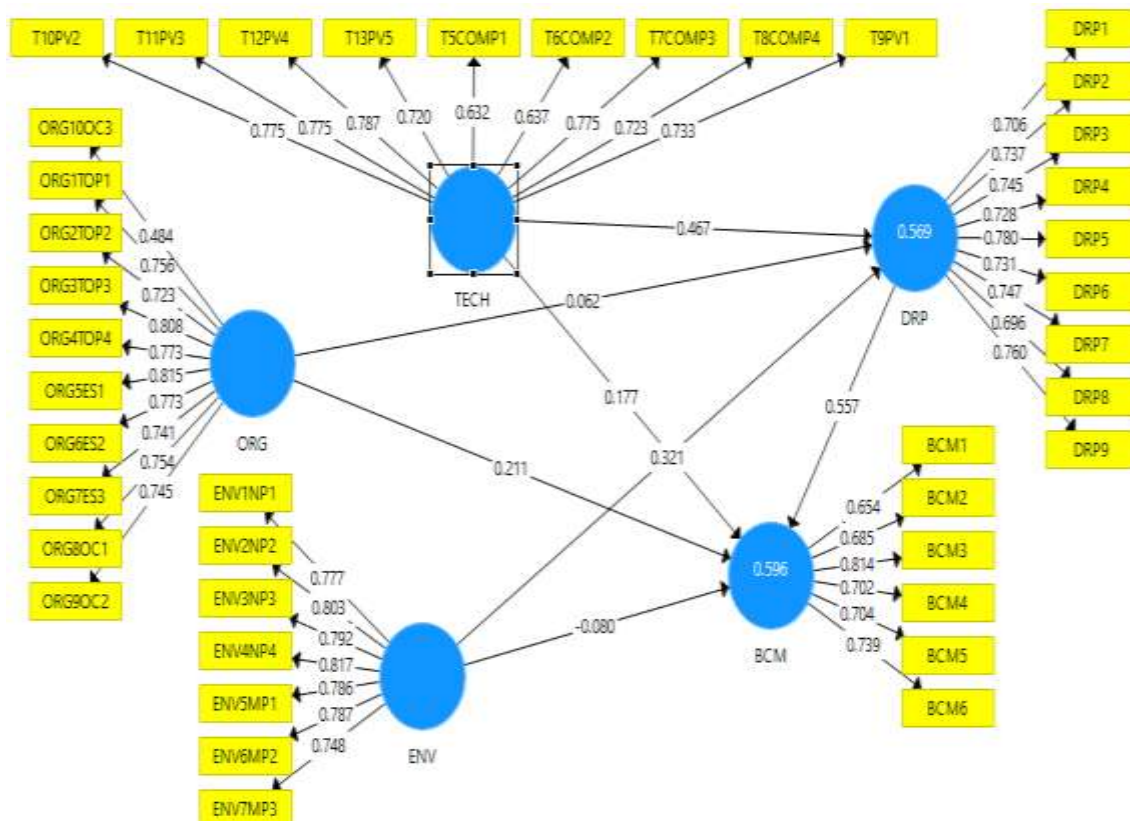 T10PV2 T11PV3 T12PV4 T13PV5 T5COMP1 T6COMP2 T7COMP3 T8COMP4 T9PV1
0.775 0.775 0.787 0.720 0.632 0.637 0.775 0.723 0.733
TECH
ORG10OC3
ORG1TOP1
ORG2TOP2
ORG3TOP3
ORG4TOP4
ORG5ES1
ORG6ES2
ORG7ES3
ORG8OC1
ORG9OC2
0.484
0.756
0.723
0.808
0.773
0.815
0.773
0.741
0.754
0.745
ORG
DRP1
DRP2
DRP3
DRP4
DRP5
DRP6
DRP7
DRP8
DRP9
0.706
0.737
0.745
0.728
0.780
0.731
0.747
0.696
0.760
0.569
DRP
0.467
0.062
0.177
0.321
0.557
0.211
-0.080
ENV1NP1
ENV2NP2
ENV3NP3
ENV4NP4
ENV5MP1
ENV6MP2
ENV7MP3
0.777
0.803
0.792
0.817
0.786
0.787
0.748
ENV
0.596
BCM
0.654
0.685
0.814
0.702
0.704
0.739
BCM1
BCM2
BCM3
BCM4
BCM5
BCM6